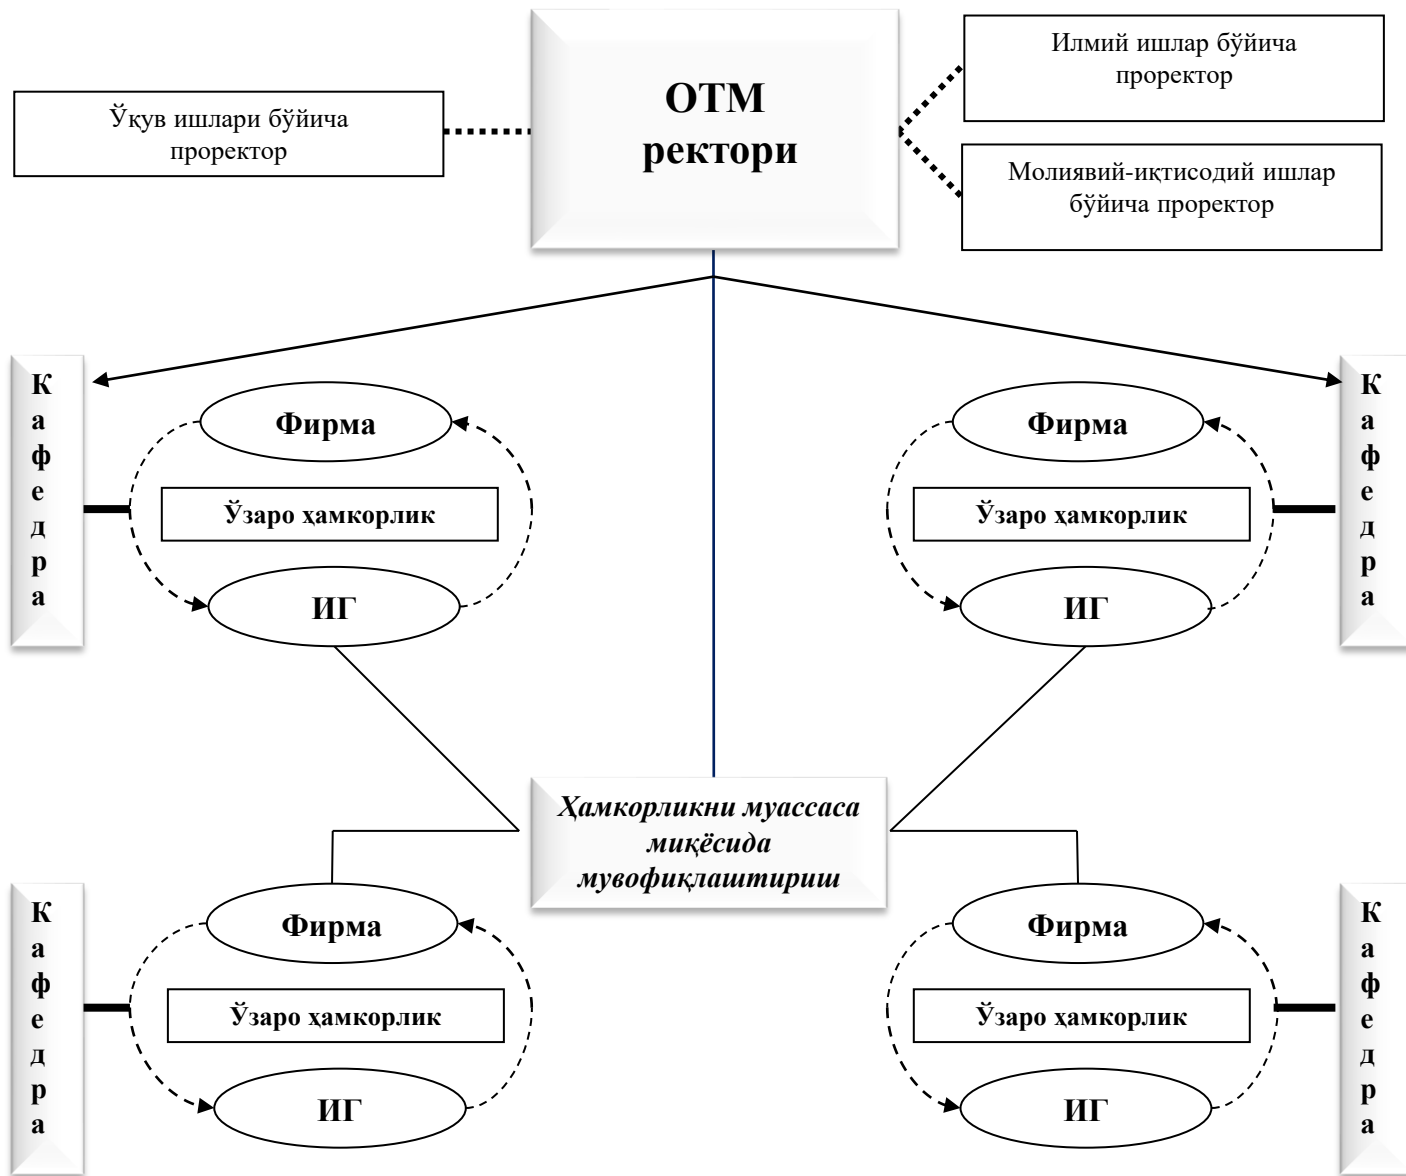 ОТМ
ректори
Ўқув ишлари бўйича
проректор
Илмий ишлар бўйича
проректор
Молиявий-иқтисодий ишлар
бўйича проректор
Кафедра
Фирма
Ўзаро ҳамкорлик
ИГ
Фирма
Ўзаро ҳамкорлик
ИГ
Кафедра
Ҳамкорликни муассаса
миқёсида
мувофиқлаштириш
Кафедра
Фирма
Ўзаро ҳамкорлик
ИГ
Фирма
Ўзаро ҳамкорлик
ИГ
Кафедра